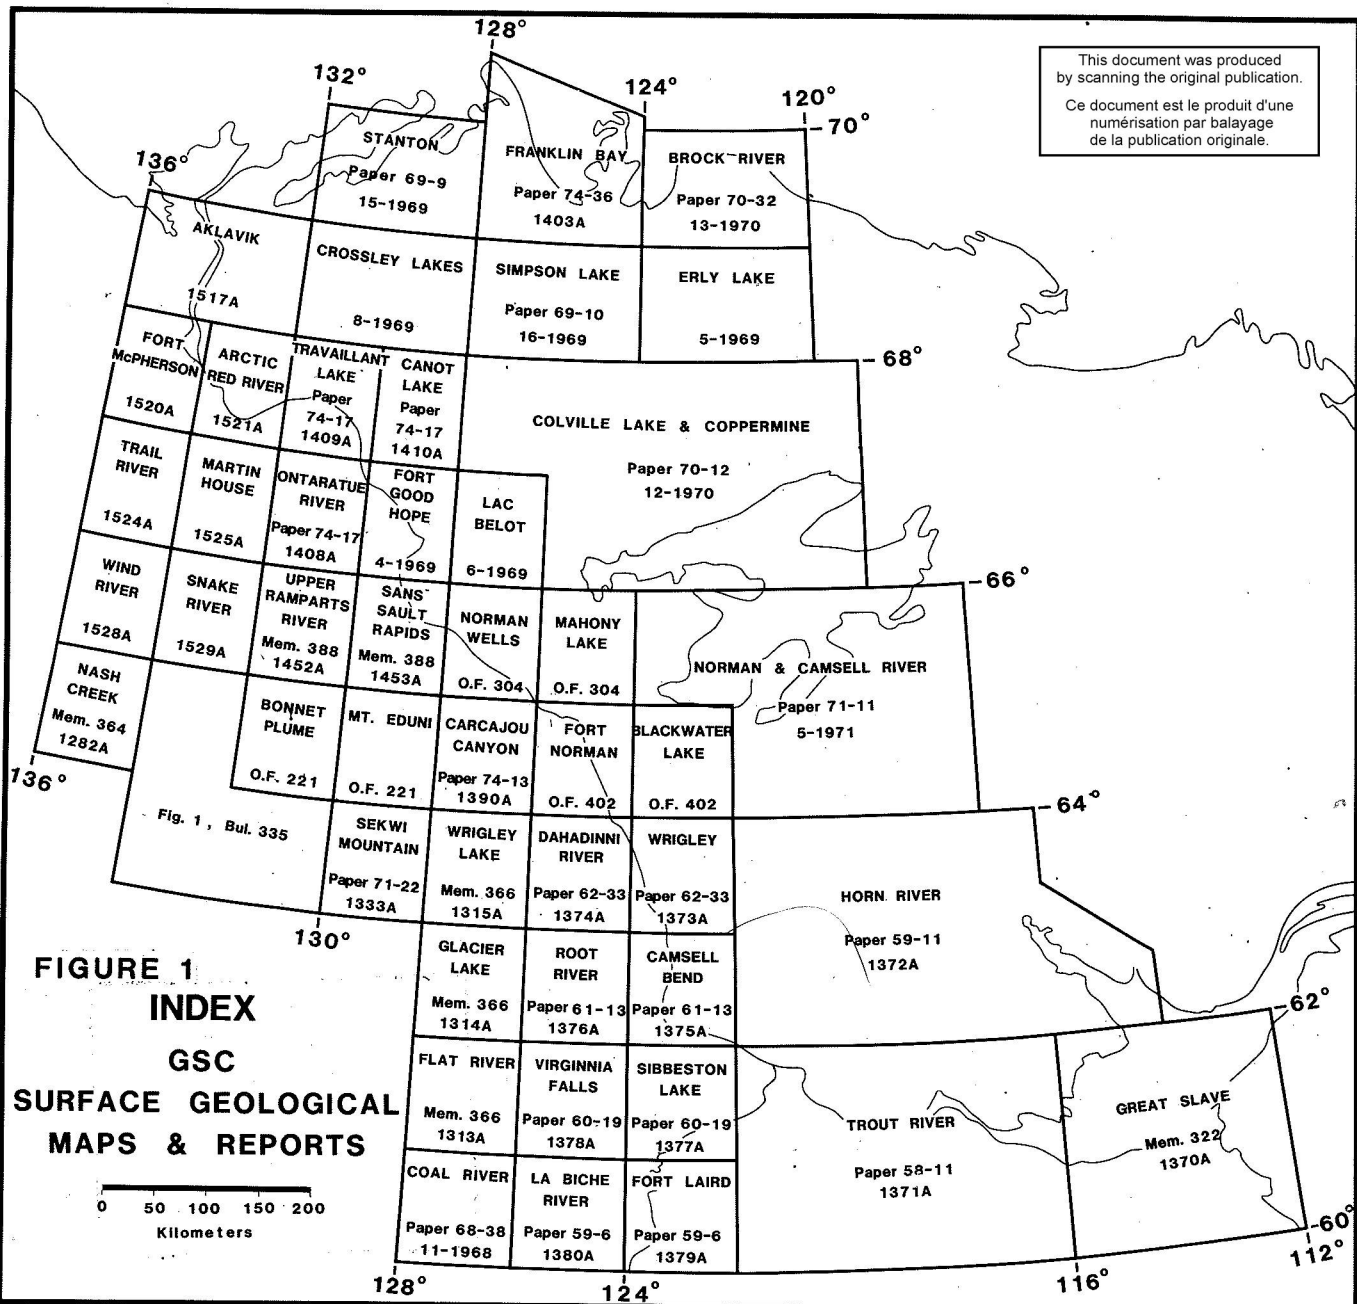 This document was produced
by scanning the original publication.
Ce document est le produit d'une
numérisation par balayage
de la publication originale.
128°
132°
124°
120°
70°
136°
STANTON
Paper 69-9
15-1969
FRANKLIN BAY
Paper 74-36
1403A
BROCK RIVER
Paper 70-32
13-1970
AKLAVIK
1517A
CROSSLEY LAKES
8-1969
SIMPSON LAKE
Paper 69-10
16-1969
ERLY LAKE
5-1969
68°
FORT
McPHERSON
1520A
ARCTIC
RED RIVER
1521A
TRAVAILLANT
LAKE
Paper
74-17
1409A
CANOT
LAKE
Paper
74-17
1410A
COLVILLE LAKE & COPPERMINE
Paper 70-12
12-1970
TRAIL
RIVER
1524A
MARTIN
HOUSE
1525A
ONTARATUE
RIVER
Paper 74-17
1408A
FORT
GOOD
HOPE
4-1969
LAC
BELOT
6-1969
66°
WIND
RIVER
1528A
SNAKE
RIVER
1529A
UPPER
RAMPARTS
RIVER
Mem. 388
1452A
SANS
SAULT
RAPIDS
Mem. 388
1453A
NORMAN
WELLS
O.F. 304
MAHONY
LAKE
O.F. 304
NORMAN & CAMSELL RIVER
Paper 71-11
5-1971
NASH
CREEK
Mem. 364
1282A
136°
BONNET
PLUME
O.F. 221
MT. EDUNI
O.F. 221
CARCAJOU
CANYON
Paper 74-13
1390A
FORT
NORMAN
O.F. 402
BLACKWATER
LAKE
O.F. 402
64°
Fig. 1 , Bul. 335
SEKWI
MOUNTAIN
Paper 71-22
1333A
WRIGLEY
LAKE
Mem. 366
1315A
DAHADINNI
RIVER
Paper 62-33
1374A
WRIGLEY
Paper 62-33
1373A
HORN RIVER
Paper 59-11
1372A
130°
GLACIER
LAKE
Mem. 366
1314A
ROOT
RIVER
Paper 61-13
1376A
CAMSELL
BEND
Paper 61-13
1375A
62°
FLAT RIVER
Mem. 366
1313A
VIRGINNIA
FALLS
Paper 60-19
1378A
SIBBESTON
LAKE
Paper 60-19
1377A
TROUT RIVER
Paper 58-11
1371A
GREAT SLAVE
Mem. 322
1370A
COAL RIVER
Paper 68-38
11-1968
LA BICHE
RIVER
Paper 59-6
1380A
FORT LAIRD
Paper 59-6
1379A
60°
112°
116°
128°
124°
FIGURE 1
INDEX
GSC
SURFACE GEOLOGICAL
MAPS & REPORTS
0 50 100 150 200
Kilometers